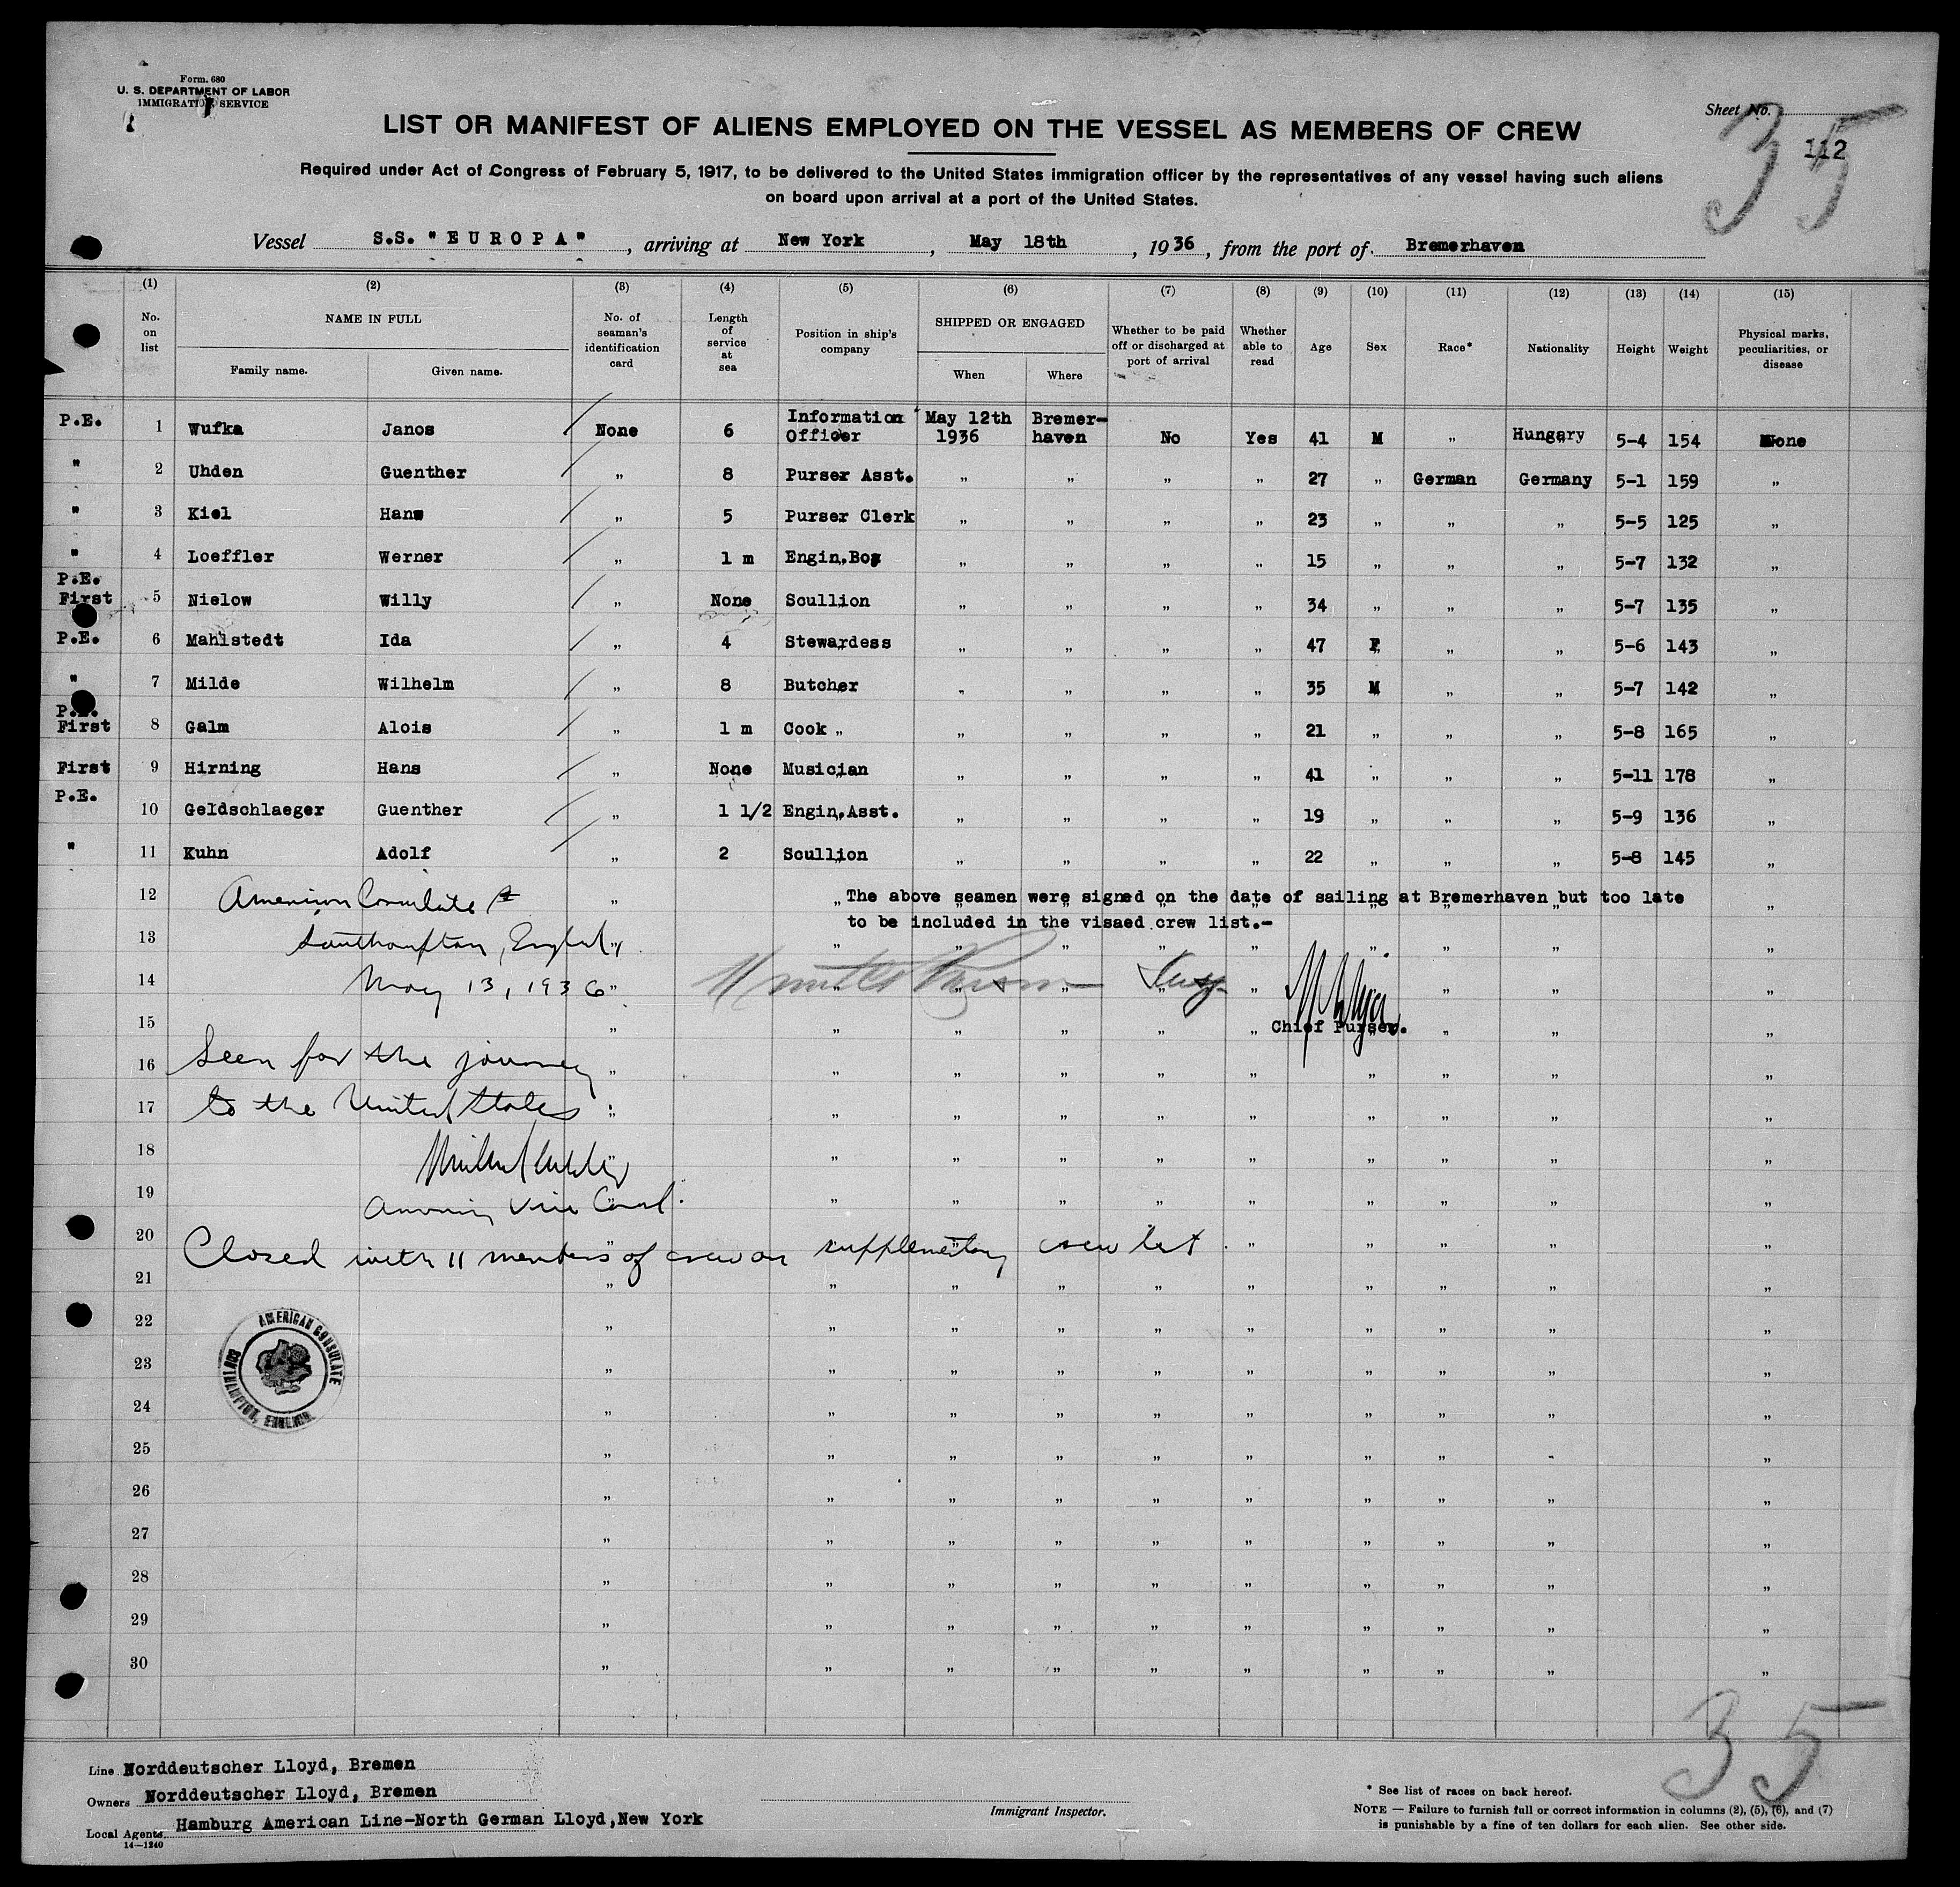 Form. 680
U. S. DEPARTMENT OF LABOR
IMMIGRATION SERVICE
Sheet No.
35
112
LIST OR MANIFEST OF ALIENS EMPLOYED ON THE VESSEL AS MEMBERS OF CREW
Required under Act of Congress of February 5, 1917, to be delivered to the United States immigration officer by the representatives of any vessel having such aliens
on board upon arrival at a port of the United States.
Vessel S.S. "EUROPA", arriving at New York, May 18th, 1936, from the port of Bremerhaven
(1) (2) (3) (4) (5) (6) (7) (8) (9) (10) (11) (12) (13) (14) (15)
No. on list NAME IN FULL Family name. Given name. No. of seaman's identification card Length of service at sea Position in ship's company SHIPPED OR ENGAGED When Where Whether to be paid off or discharged at port of arrival Whether able to read Age Sex Race* Nationality Height Weight Physical marks, peculiarities, or disease
P.E. 1 Wufka Janos None 6 Information Officer May 12th 1936 Bremer-haven No Yes 41 M „ Hungary 5-4 154 None
" 2 Uhden Guenther „ 8 Purser Asst. „ „ „ „ 27 „ German Germany 5-1 159 „
" 3 Kiel Hans „ 5 Purser Clerk „ „ „ „ 23 „ „ „ 5-5 125 „
" 4 Loeffler Werner „ 1 m Engin.Boy „ „ „ „ 15 „ „ „ 5-7 132 „
P.E. First 5 Nielow Willy „ None Scullion „ „ „ „ 34 „ „ „ 5-7 135 „
P.E. 6 Mahlstedt Ida „ 4 Stewardess „ „ „ „ 47 F „ „ 5-6 143 „
" 7 Milde Wilhelm „ 8 Butcher „ „ „ „ 35 M „ „ 5-7 142 „
P.E. First 8 Galm Alois „ 1 m Cook „ „ „ „ „ 21 „ „ „ 5-8 165 „
First 9 Hirning Hans „ None Musician „ „ „ „ 41 „ „ „ 5-11 178 „
P.E. 10 Geldschlaeger Guenther „ 1 1/2 Engin.Asst. „ „ „ „ 19 „ „ „ 5-9 136 „
" 11 Kuhn Adolf „ 2 Scullion „ „ „ „ 22 „ „ „ 5-8 145 „
12 American Consulate „ The above seamen were signed on the date of sailing at Bremerhaven but too late
to be included in the visaed crew list.-
13 Southampton, England
14 May 13, 1936
15 Chief Purser.
16 Seen for the journey
17 to the United States
18
19 American Vice Consul.
20 Closed with 11 members of crew on supplementary crew list.
21
22
AMERICAN CONSULATE
SOUTHAMPTON, ENGLAND.
23
24
25
26
27
28
29
30
35
Line Norddeutscher Lloyd, Bremen
Owners Norddeutscher Lloyd, Bremen
Local Agents Hamburg American Line-North German Lloyd,New York
14—1240
Immigrant Inspector.
* See list of races on back hereof.
NOTE — Failure to furnish full or correct information in columns (2), (5), (6), and (7)
is punishable by a fine of ten dollars for each alien. See other side.